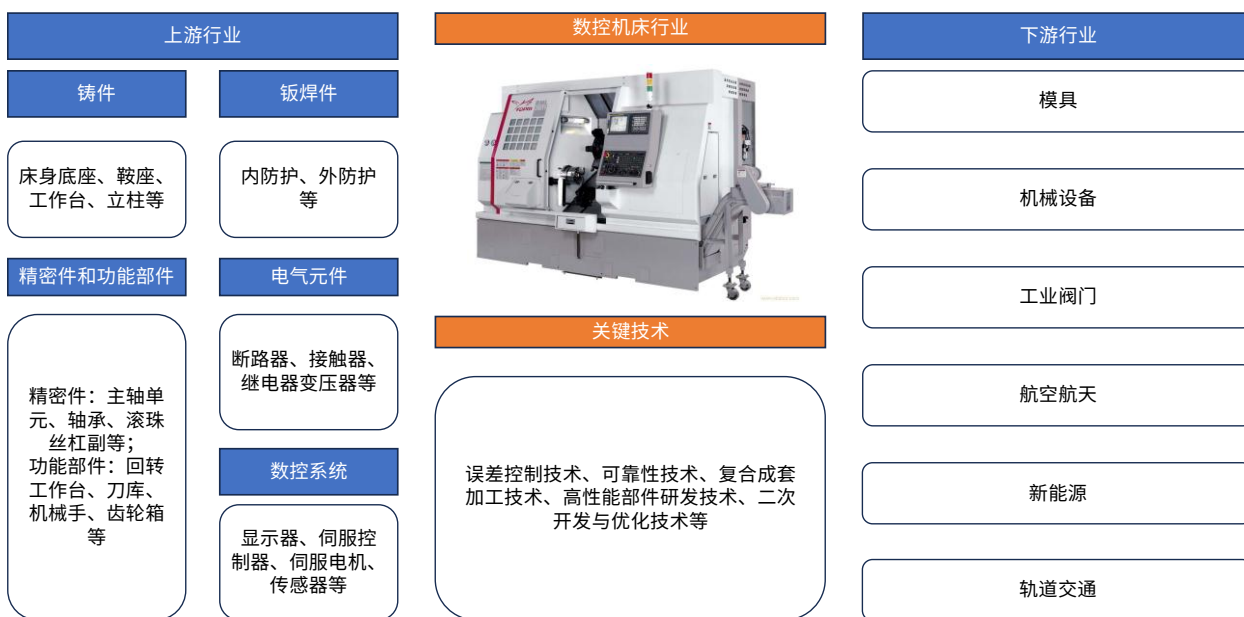 上游行业
铸件
钣焊件
床身底座、鞍座、
工作台、立柱等
内防护、外防护
等
精密件和功能部件
电气元件
精密件：主轴单
元、轴承、滚珠
丝杠副等；
功能部件：回转
工作台、刀库、
机械手、齿轮箱
等
断路器、接触器、
继电器变压器等
数控系统
显示器、伺服控
制器、伺服电机、
传感器等
数控机床行业
关键技术
误差控制技术、可靠性技术、复合成套
加工技术、高性能部件研发技术、二次
开发与优化技术等
下游行业
模具
机械设备
工业阀门
航空航天
新能源
轨道交通